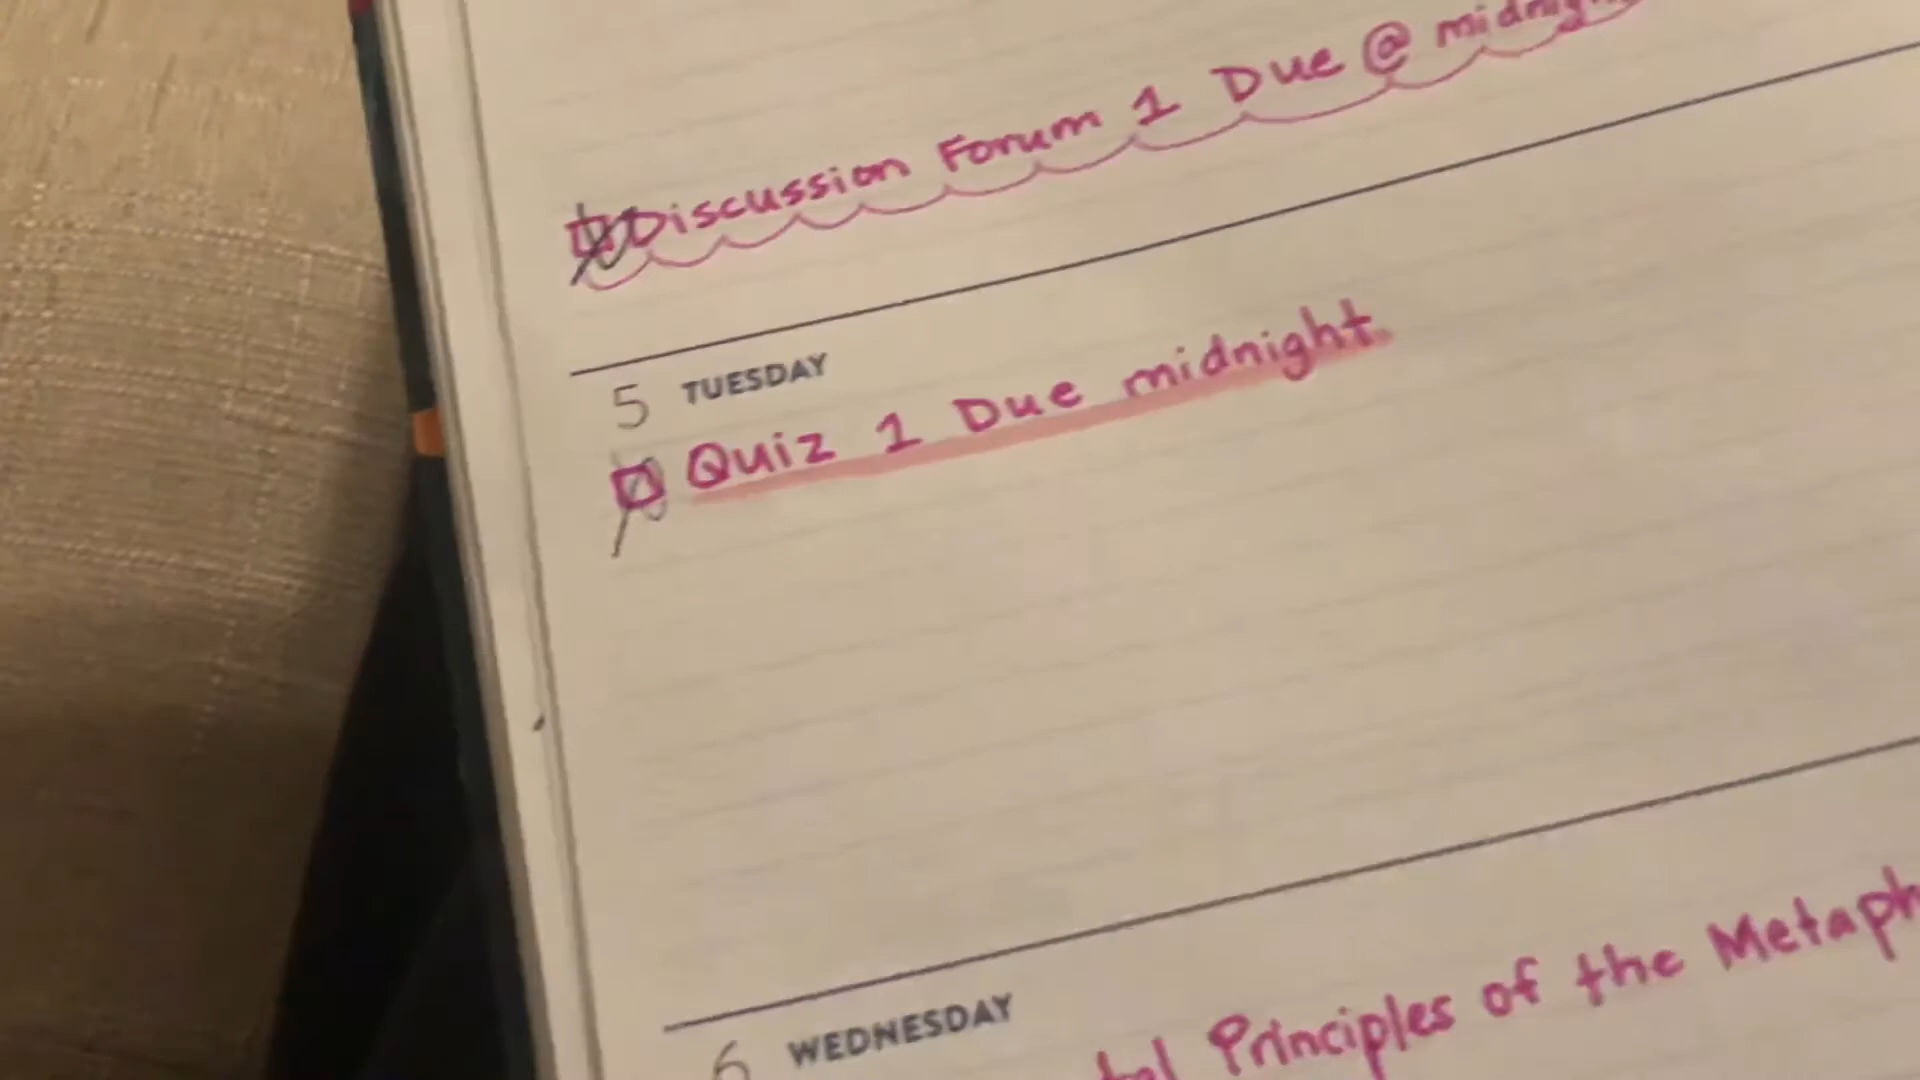 Discussion Forum 1 Due @
5 TUESDAY
Quiz 1 Due midnight
6 WEDNESDAY
Principles of the